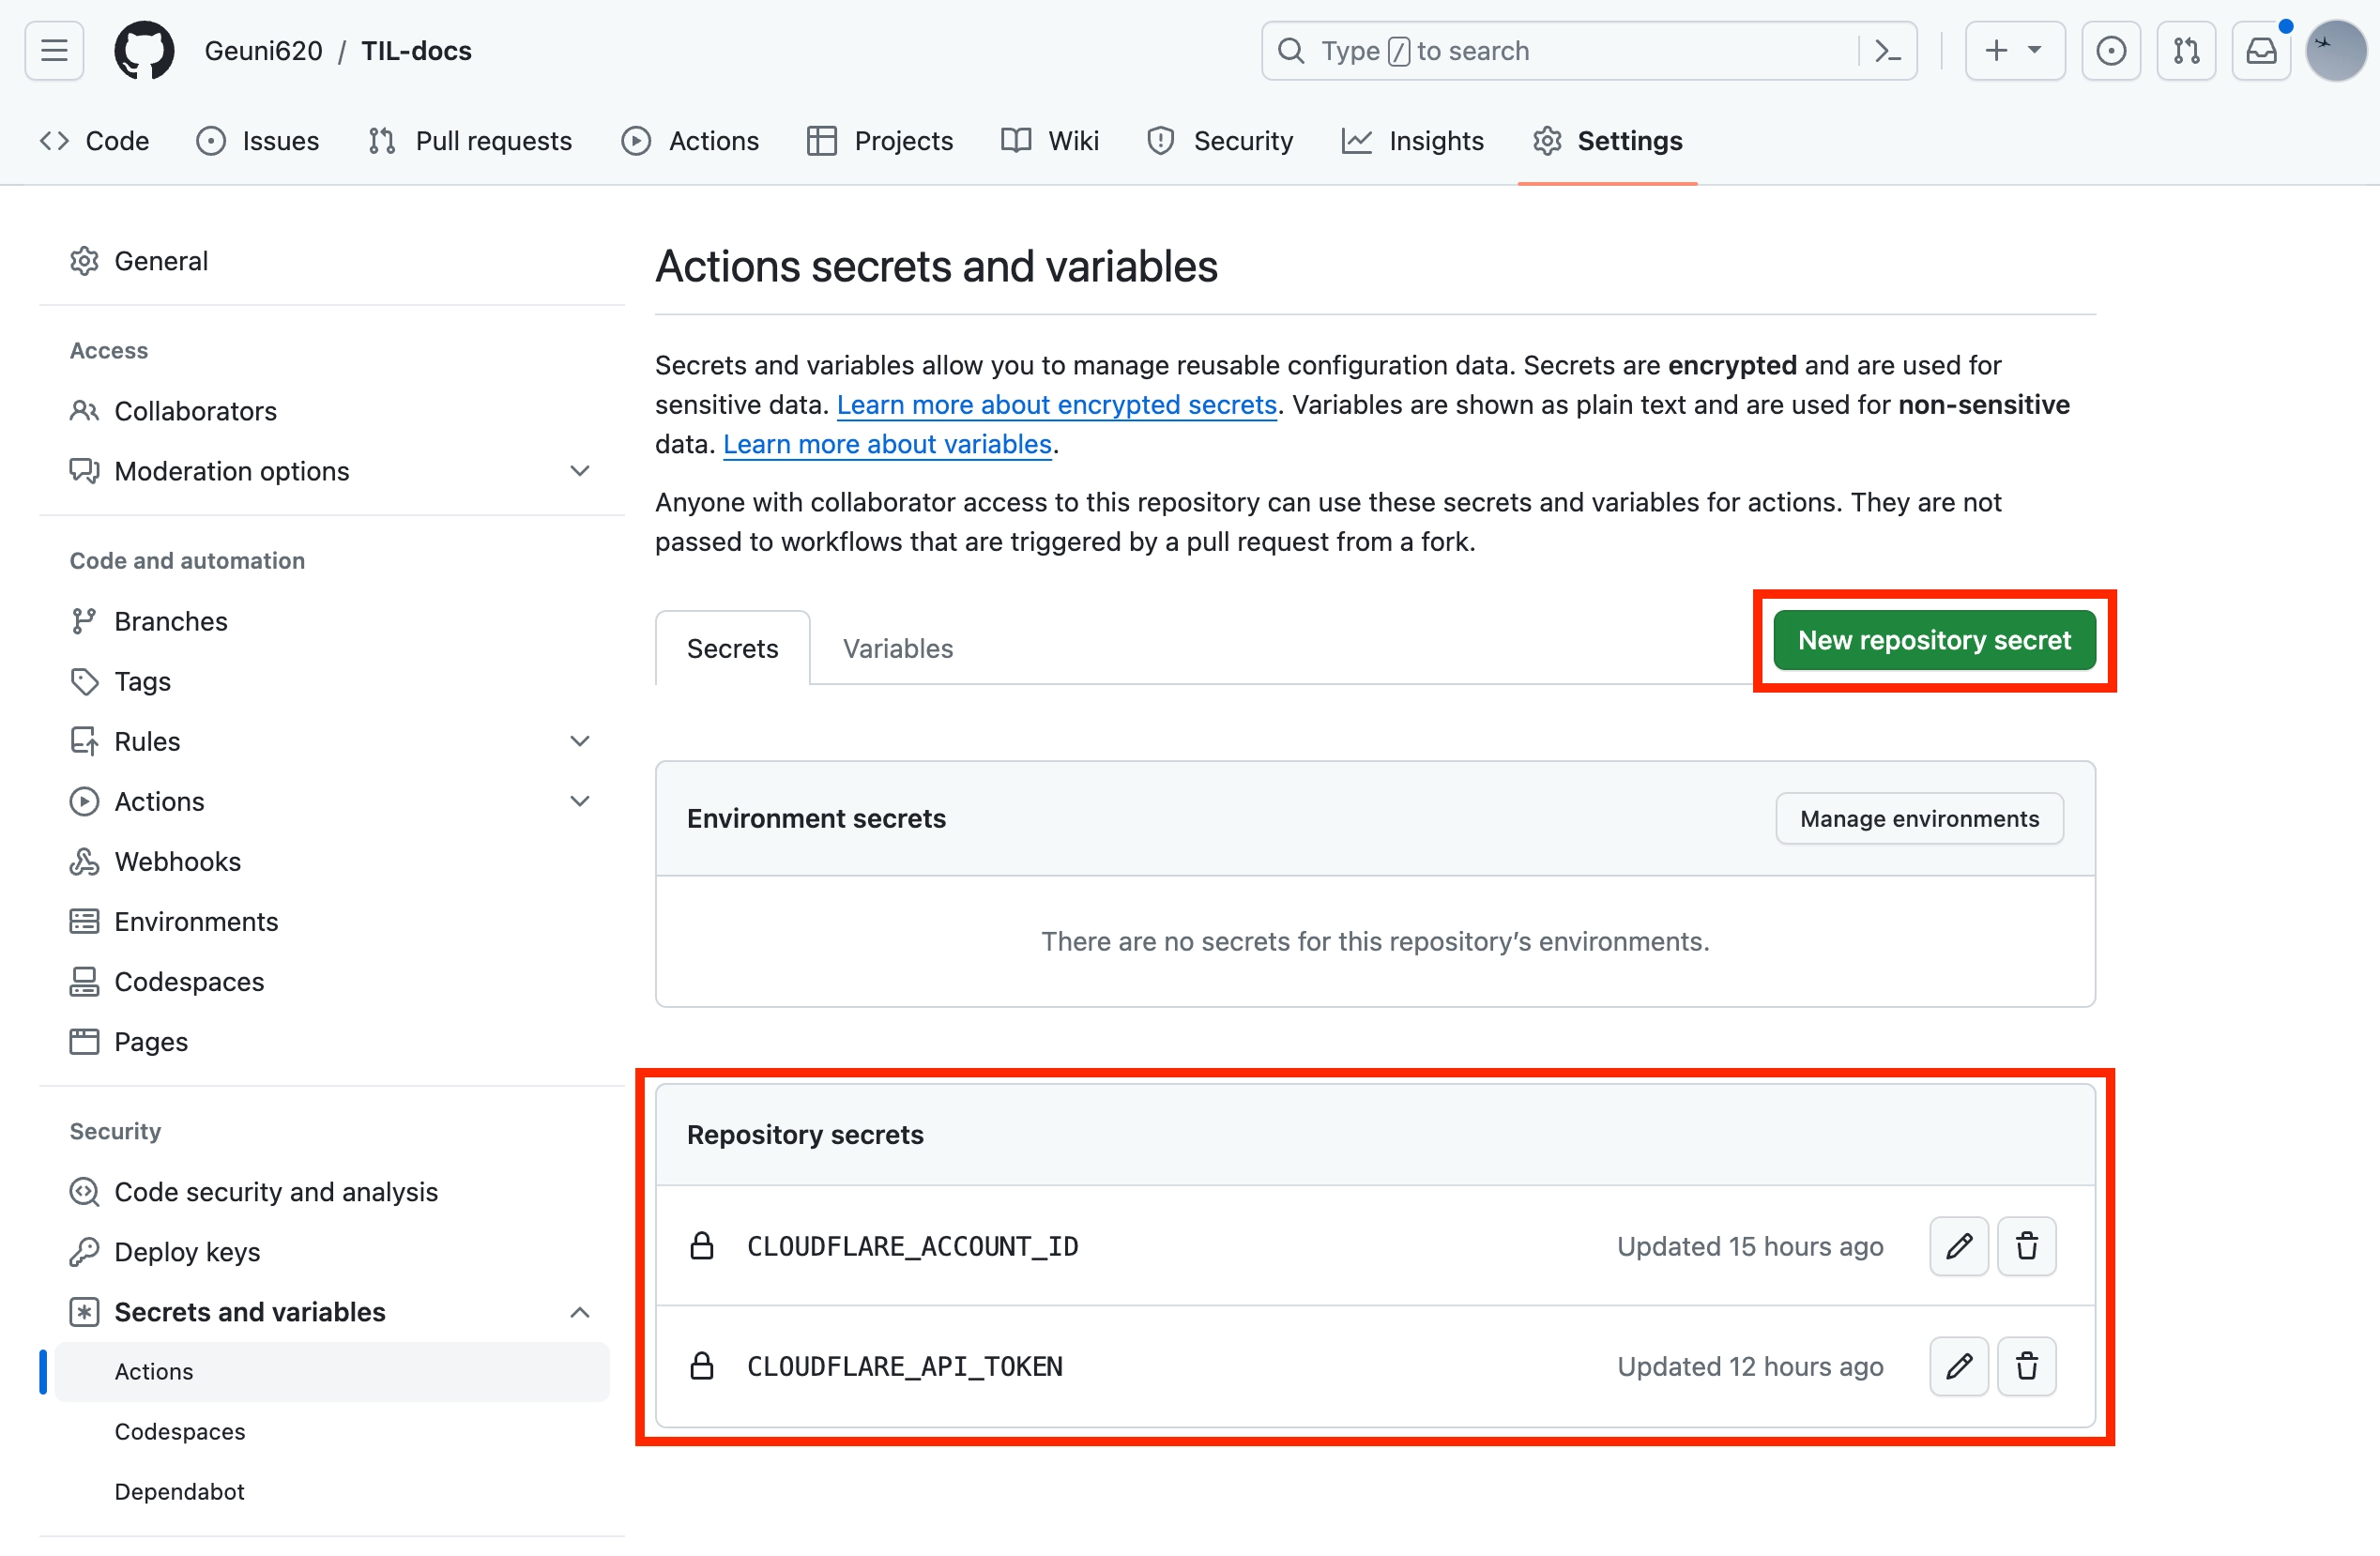 Geuni620 / TIL-docs
Type / to search
Code
Issues
Pull requests
Actions
Projects
Wiki
Security
Insights
Settings
General
Access
Collaborators
Moderation options
Code and automation
Branches
Tags
Rules
Actions
Webhooks
Environments
Codespaces
Pages
Security
Code security and analysis
Deploy keys
Secrets and variables
Actions
Codespaces
Dependabot
Actions secrets and variables
Secrets and variables allow you to manage reusable configuration data. Secrets are encrypted and are used for
sensitive data. Learn more about encrypted secrets. Variables are shown as plain text and are used for non-sensitive
data. Learn more about variables.
Anyone with collaborator access to this repository can use these secrets and variables for actions. They are not
passed to workflows that are triggered by a pull request from a fork.
Secrets
Variables
New repository secret
Environment secrets
Manage environments
There are no secrets for this repository’s environments.
Repository secrets
CLOUDFLARE_ACCOUNT_ID
Updated 15 hours ago
CLOUDFLARE_API_TOKEN
Updated 12 hours ago